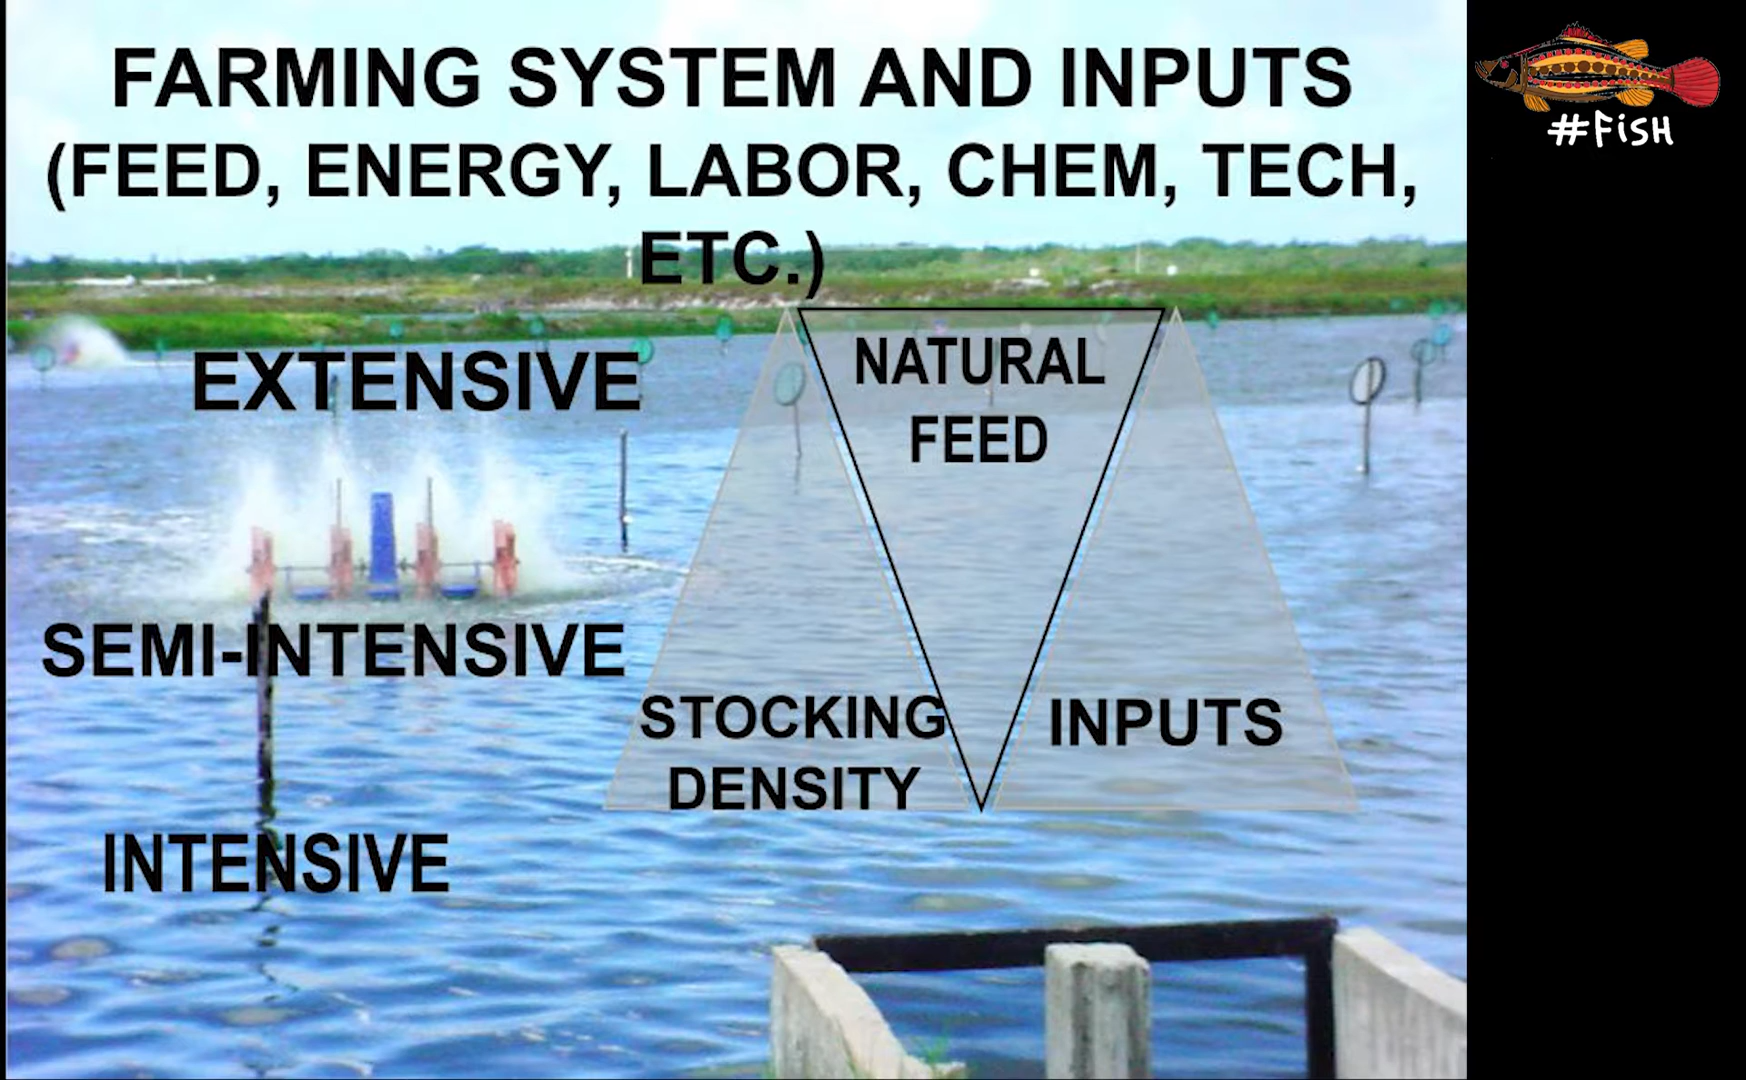 FARMING SYSTEM AND INPUTS
(FEED, ENERGY, LABOR, CHEM, TECH,
ETC.)
#FiSH
EXTENSIVE
NATURAL
FEED
SEMI-INTENSIVE
STOCKING
DENSITY
INPUTS
INTENSIVE